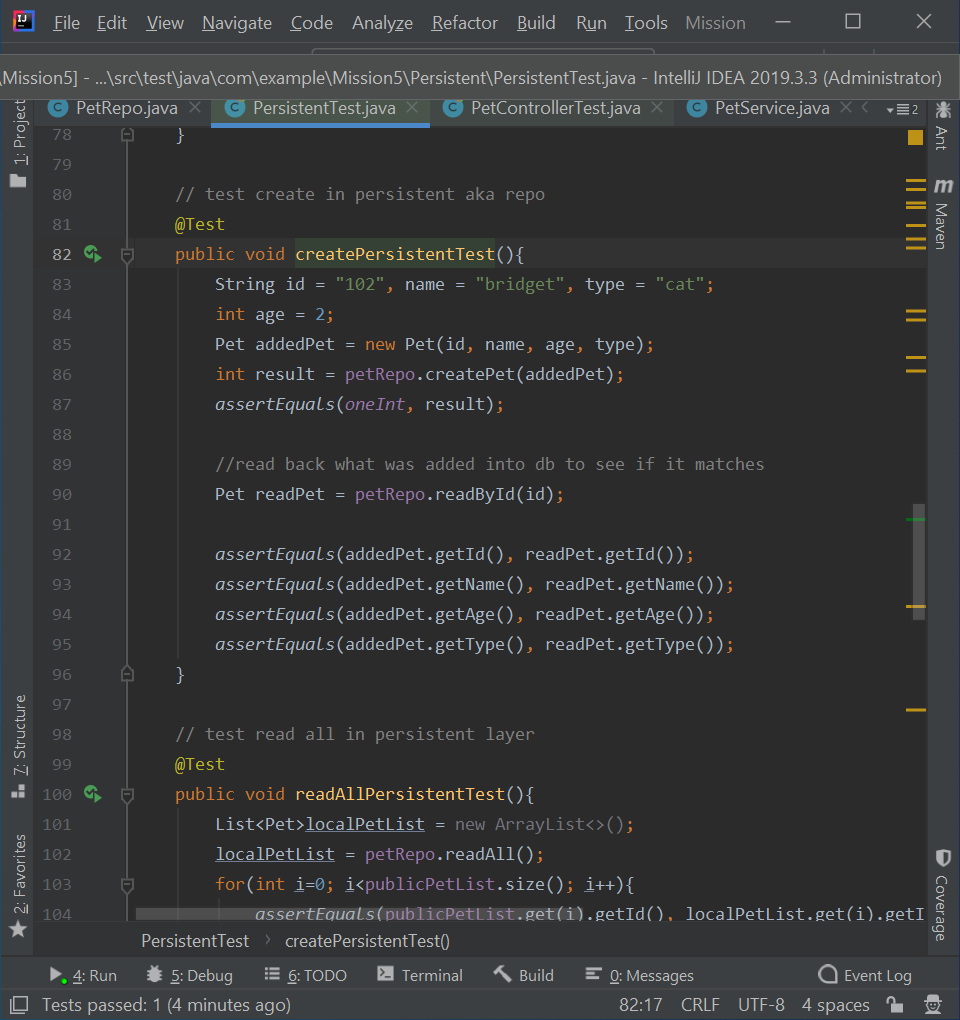 File Edit View Navigate Code Analyze Refactor Build Run Tools Mission
\Mission5] - ...\src\test\java\com\example\Mission5\Persistent\PersistentTest.java - IntelliJ IDEA 2019.3.3 (Administrator)
PetRepo.java PersistentTest.java PetControllerTest.java PetService.java 2
1: Project
7: Structure
2: Favorites
Ant
Maven
Coverage
78 }
79
80 // test create in persistent aka repo
81 @Test
82 public void createPersistentTest(){
83 String id = "102", name = "bridget", type = "cat";
84 int age = 2;
85 Pet addedPet = new Pet(id, name, age, type);
86 int result = petRepo.createPet(addedPet);
87 assertEquals(oneInt, result);
88
89 //read back what was added into db to see if it matches
90 Pet readPet = petRepo.readById(id);
91
92 assertEquals(addedPet.getId(), readPet.getId());
93 assertEquals(addedPet.getName(), readPet.getName());
94 assertEquals(addedPet.getAge(), readPet.getAge());
95 assertEquals(addedPet.getType(), readPet.getType());
96 }
97
98 // test read all in persistent layer
99 @Test
100 public void readAllPersistentTest(){
101 List<Pet>localPetList = new ArrayList<>();
102 localPetList = petRepo.readAll();
103 for(int i=0; i<publicPetList.size(); i++){
104 assertEquals(publicPetList.get(i).getId(), localPetList.get(i).getI
PersistentTest > createPersistentTest()
4: Run 5: Debug 6: TODO Terminal Build 0: Messages Event Log
Tests passed: 1 (4 minutes ago) 82:17 CRLF UTF-8 4 spaces